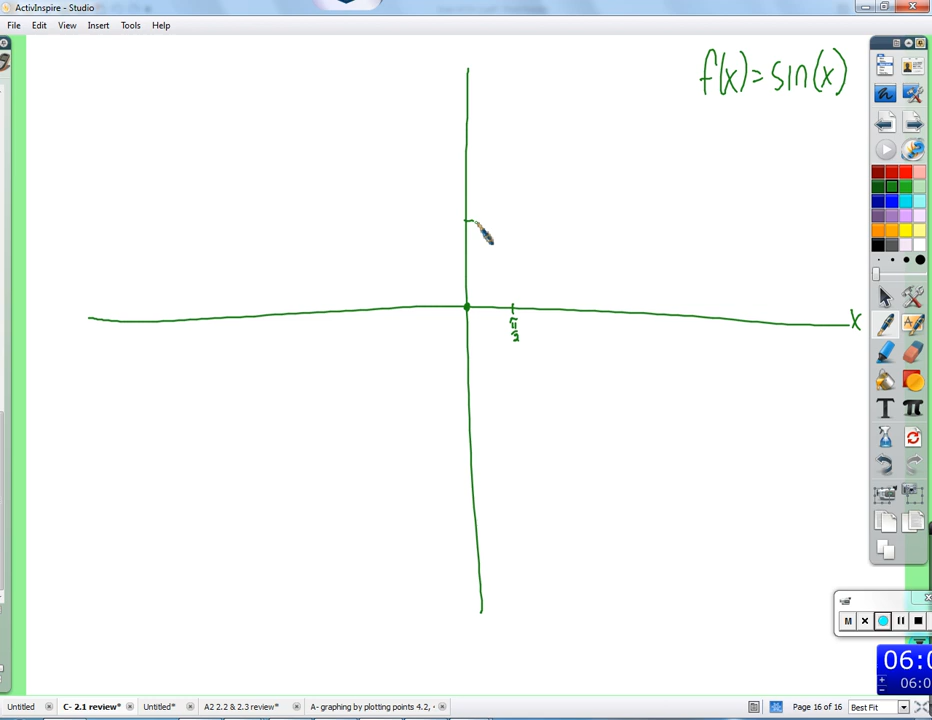 ActivInspire - Studio
File Edit View Insert Tools Help
f(x)=sin(x)
x
π
2
T π
M
06:0
06:0
Untitled C- 2.1 review* Untitled* A2 2.2 & 2.3 review* A- graphing by plotting points 4.2, Page 16 of 16 Best Fit